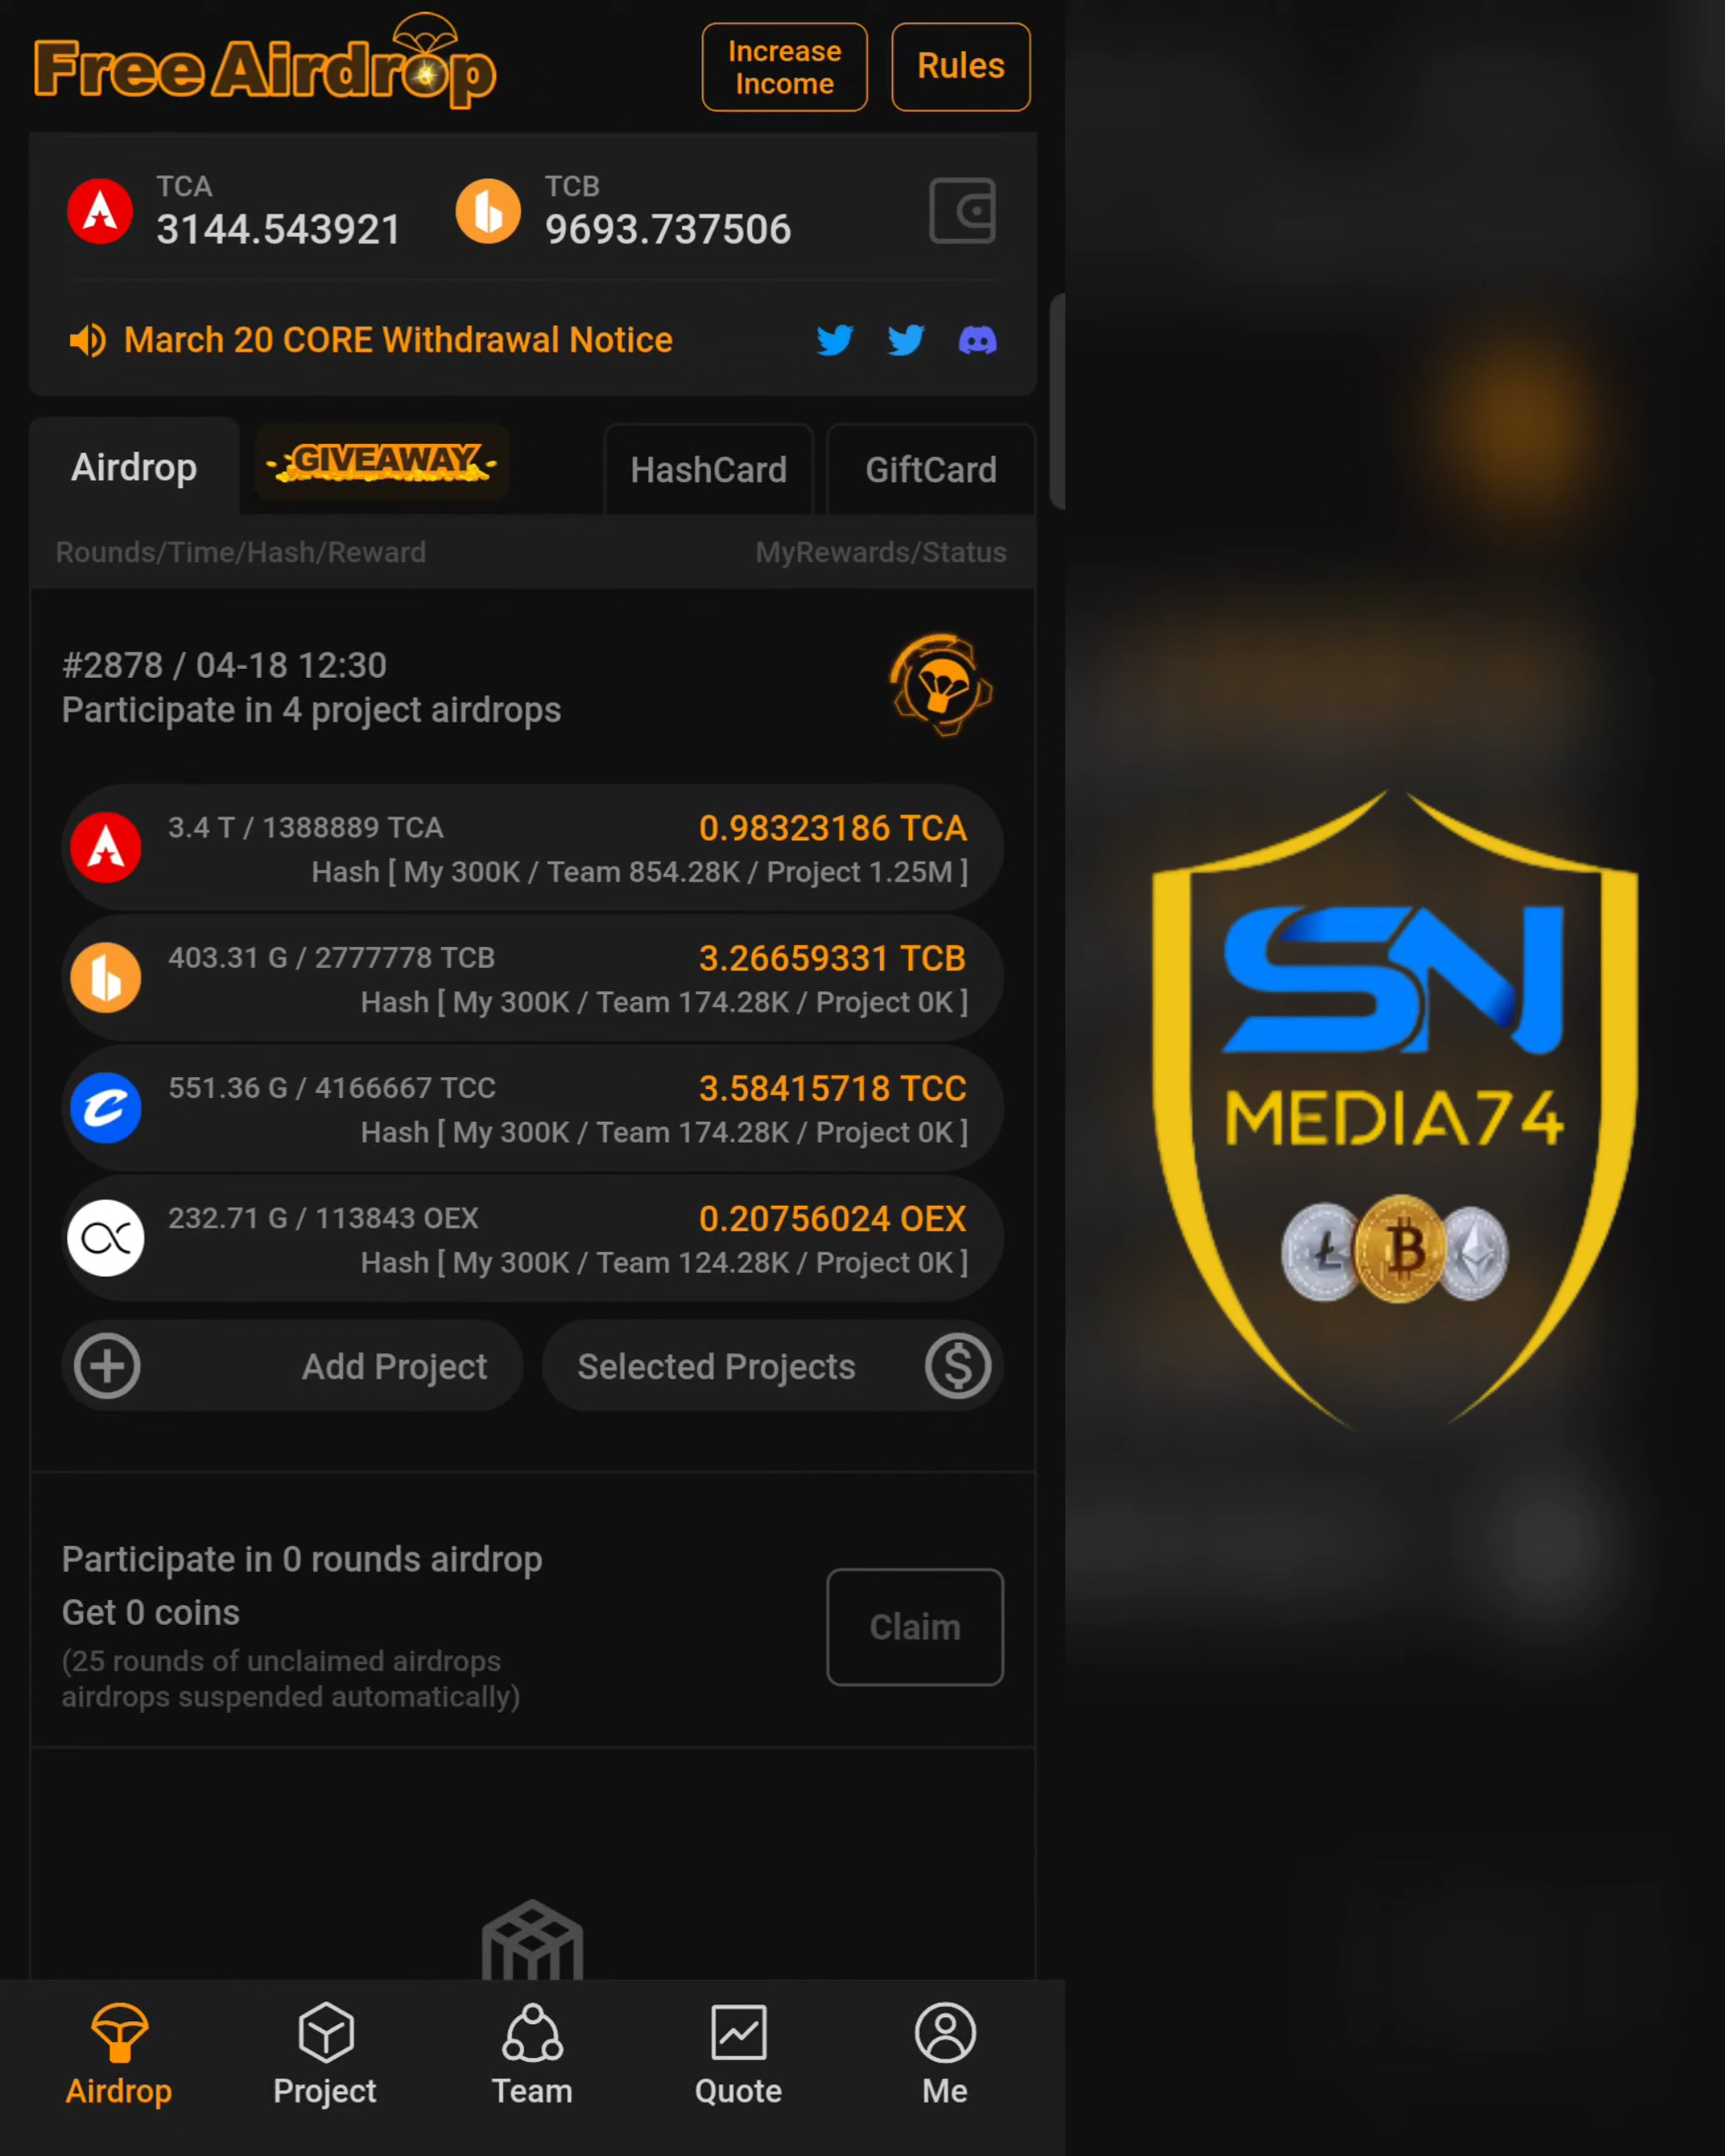 Free Airdrop
Increase
Income
Rules
TCA
3144.543921
TCB
9693.737506
March 20 CORE Withdrawal Notice
Airdrop
GIVEAWAY
HashCard
GiftCard
Rounds/Time/Hash/Reward
MyRewards/Status
#2878 / 04-18 12:30
Participate in 4 project airdrops
3.4 T / 1388889 TCA
0.98323186 TCA
Hash [ My 300K / Team 854.28K / Project 1.25M ]
403.31 G / 2777778 TCB
3.26659331 TCB
Hash [ My 300K / Team 174.28K / Project 0K ]
551.36 G / 4166667 TCC
3.58415718 TCC
Hash [ My 300K / Team 174.28K / Project 0K ]
232.71 G / 113843 OEX
0.20756024 OEX
Hash [ My 300K / Team 124.28K / Project 0K ]
Add Project
Selected Projects
Participate in 0 rounds airdrop
Get 0 coins
(25 rounds of unclaimed airdrops
airdrops suspended automatically)
Claim
Airdrop
Project
Team
Quote
Me
SN
MEDIA74